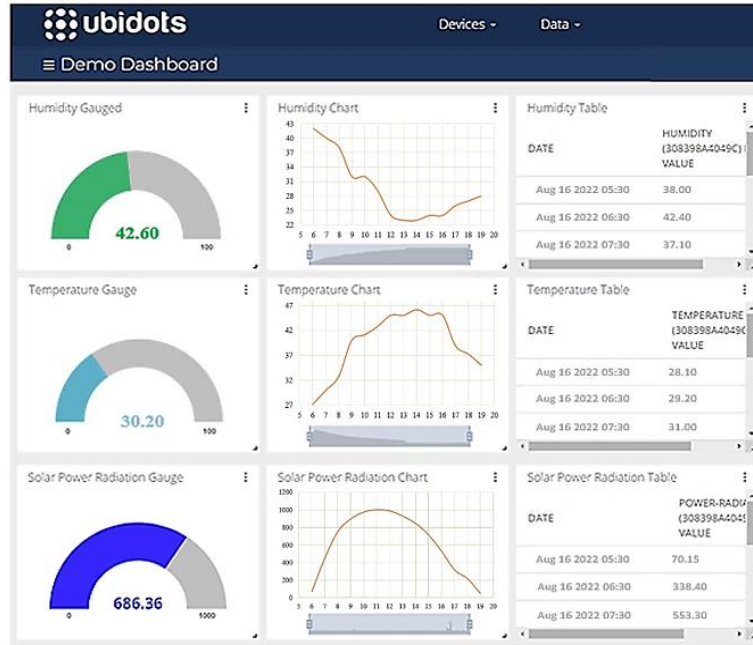 ubidots
Devices
Data
≡ Demo Dashboard
Humidity Gauged
42.60
0
100
Humidity Chart
43
40
37
34
31
28
25
22
5 6 7 8 9 10 11 12 13 14 15 16 17 18 19 20
Humidity Table
DATE
HUMIDITY
(308398A4049C)
VALUE
Aug 16 2022 05:30 38.00
Aug 16 2022 06:30 42.40
Aug 16 2022 07:30 37.10
Temperature Gauge
30.20
0
100
Temperature Chart
47
42
37
32
27
5 6 7 8 9 10 11 12 13 14 15 16 17 18 19 20
Temperature Table
DATE
TEMPERATURE
(308398A4049C
VALUE
Aug 16 2022 05:30 28.10
Aug 16 2022 06:30 29.20
Aug 16 2022 07:30 31.00
Solar Power Radiation Gauge
686.36
0
1000
Solar Power Radiation Chart
1200
1000
800
600
400
200
0
5 6 7 8 9 10 11 12 13 14 15 16 17 18 19 20
Solar Power Radiation Table
DATE
POWER-RADIA
(308398A4049
VALUE
Aug 16 2022 05:30 70.15
Aug 16 2022 06:30 338.40
Aug 16 2022 07:30 553.30